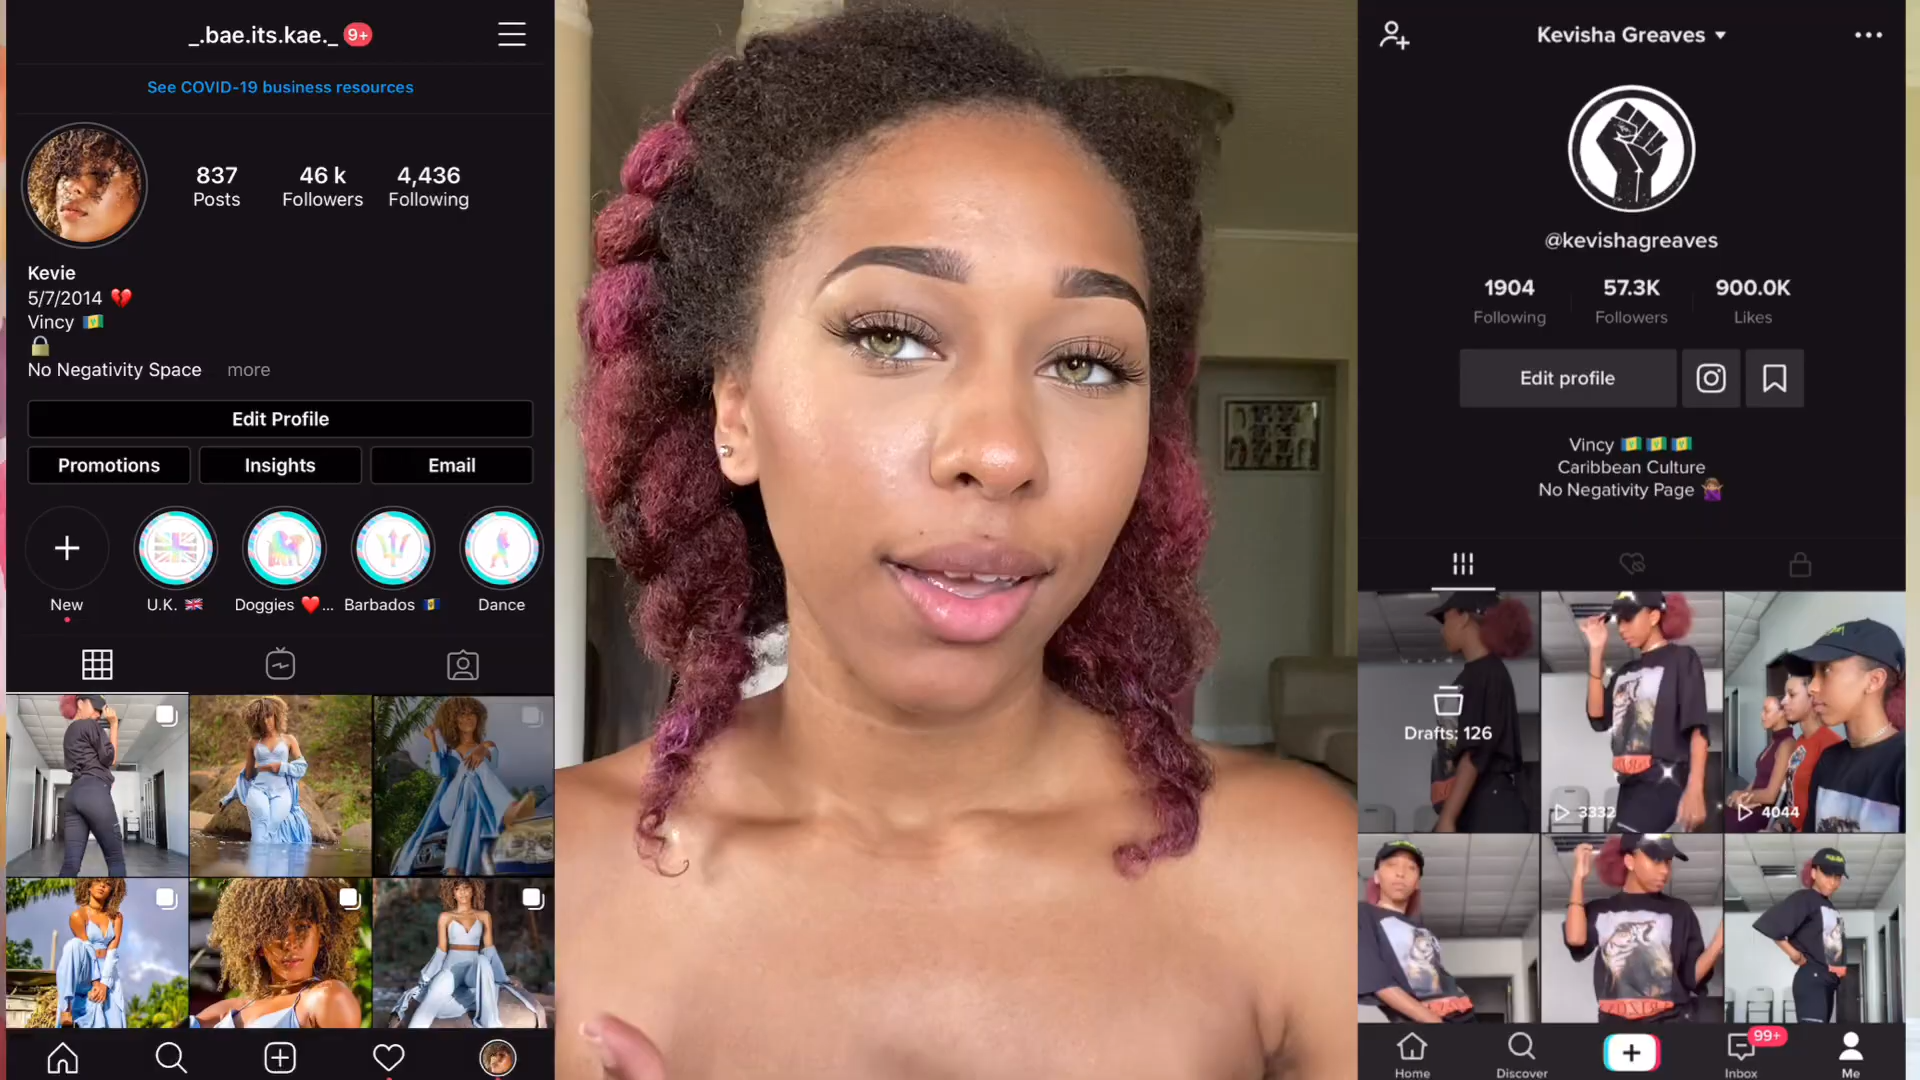 _.bae.its.kae._ 9+
See COVID-19 business resources
837 46 k 4,436
Posts Followers Following
Kevie
5/7/2014 💔
Vincy 🇻🇨
🔒
No Negativity Space more
Edit Profile
Promotions Insights Email
New U.K. 🇬🇧 Doggies ❤️... Barbados 🇧🇧 Dance
Kevisha Greaves
@kevishagreaves
1904 57.3K 900.0K
Following Followers Likes
Edit profile
Vincy 🇻🇨🇻🇨🇻🇨
Caribbean Culture
No Negativity Page 🤷🏽‍♀️
Drafts: 126
3332
4044
99+
Home Discover Inbox Me